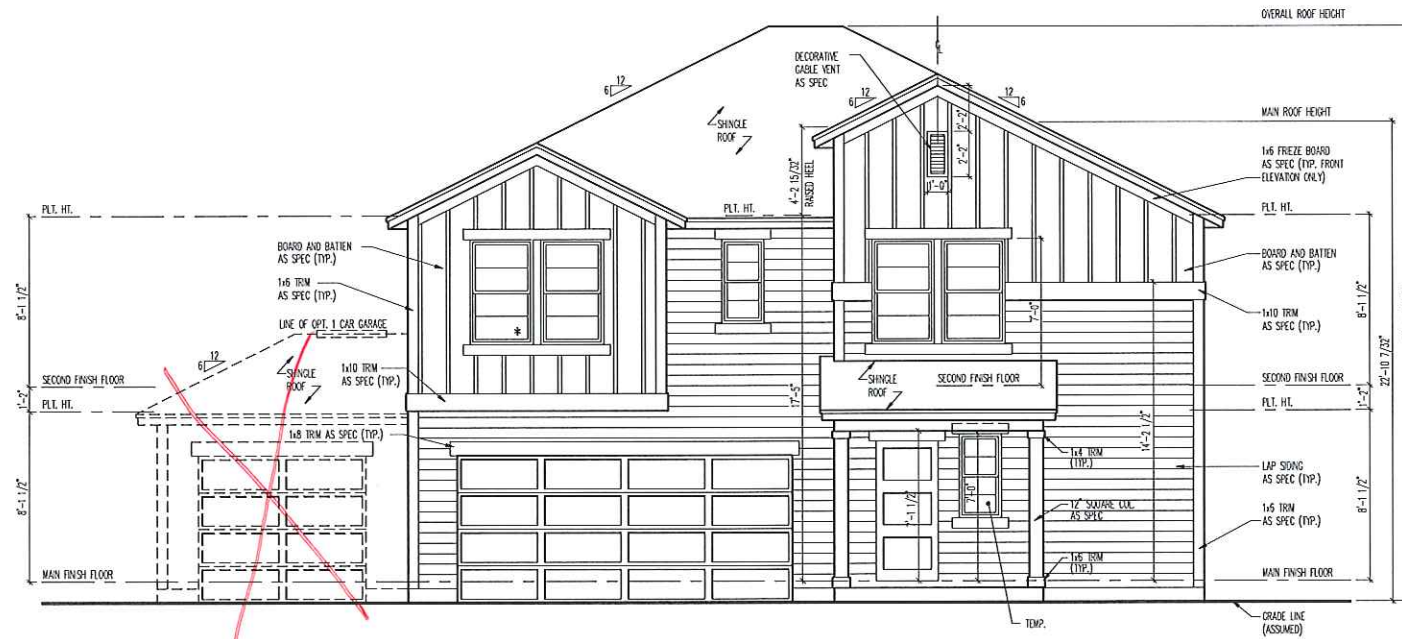 OVERALL ROOF HEIGHT
DECORATIVE
GABLE VENT
AS SPEC
℄
12
6
12
6
12
6
SHINGLE
ROOF
4'-2 15/32"
RAISED HEEL
2'-2"
2'-2"
1'-0"
MAIN ROOF HEIGHT
1x6 FREZE BOARD
AS SPEC (TYP. FRONT
ELEVATION ONLY)
PLT. HT.
PLT. HT.
PLT. HT.
BOARD AND BATTEN
AS SPEC (TYP.)
1x6 TRIM
AS SPEC (TYP.)
BOARD AND BATTEN
AS SPEC (TYP.)
8'-1 1/2"
8'-1 1/2"
7'-0"
22'-10 7/32"
1x10 TRIM
AS SPEC (TYP.)
*
LINE OF OPT. 1 CAR GARAGE
12
6
SHINGLE
ROOF
1x10 TRIM
AS SPEC (TYP.)
SHINGLE
ROOF
SECOND FINISH FLOOR
SECOND FINISH FLOOR
SECOND FINISH FLOOR
1'-2"
1'-2"
17'-5"
PLT. HT.
PLT. HT.
1x8 TRIM AS SPEC (TYP.)
1x4 TRIM
(TYP.)
14'-2 1/2"
LAP SIDING
AS SPEC (TYP.)
8'-1 1/2"
7'-1 1/2"
7'-0"
8'-1 1/2"
12" SQUARE COL.
AS SPEC
1x6 TRIM
AS SPEC (TYP.)
1x6 TRIM
(TYP.)
MAIN FINISH FLOOR
MAIN FINISH FLOOR
TEMP.
GRADE LINE
(ASSUMED)